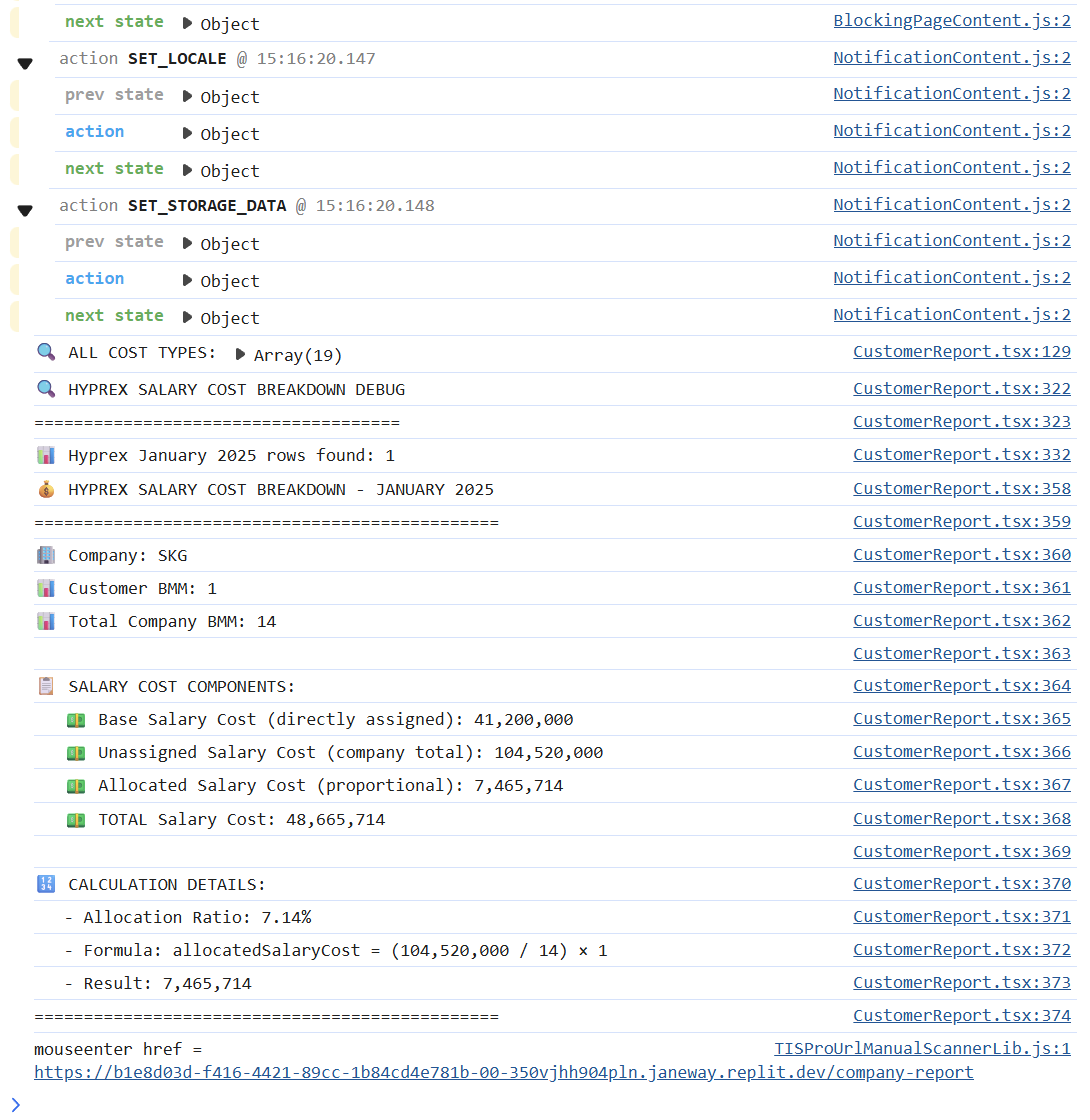 next state ▶ Object BlockingPageContent.js:2
▼ action SET_LOCALE @ 15:16:20.147 NotificationContent.js:2
prev state ▶ Object NotificationContent.js:2
action ▶ Object NotificationContent.js:2
next state ▶ Object NotificationContent.js:2
▼ action SET_STORAGE_DATA @ 15:16:20.148 NotificationContent.js:2
prev state ▶ Object NotificationContent.js:2
action ▶ Object NotificationContent.js:2
next state ▶ Object NotificationContent.js:2
🔍 ALL COST TYPES: ▶ Array(19) CustomerReport.tsx:129
🔍 HYPREX SALARY COST BREAKDOWN DEBUG CustomerReport.tsx:322
===================================== CustomerReport.tsx:323
📊 Hyprex January 2025 rows found: 1 CustomerReport.tsx:332
💰 HYPREX SALARY COST BREAKDOWN - JANUARY 2025 CustomerReport.tsx:358
=============================================== CustomerReport.tsx:359
🏢 Company: SKG CustomerReport.tsx:360
📊 Customer BMM: 1 CustomerReport.tsx:361
📊 Total Company BMM: 14 CustomerReport.tsx:362
CustomerReport.tsx:363
📋 SALARY COST COMPONENTS: CustomerReport.tsx:364
💵 Base Salary Cost (directly assigned): 41,200,000 CustomerReport.tsx:365
💵 Unassigned Salary Cost (company total): 104,520,000 CustomerReport.tsx:366
💵 Allocated Salary Cost (proportional): 7,465,714 CustomerReport.tsx:367
💵 TOTAL Salary Cost: 48,665,714 CustomerReport.tsx:368
CustomerReport.tsx:369
🔢 CALCULATION DETAILS: CustomerReport.tsx:370
- Allocation Ratio: 7.14% CustomerReport.tsx:371
- Formula: allocatedSalaryCost = (104,520,000 / 14) × 1 CustomerReport.tsx:372
- Result: 7,465,714 CustomerReport.tsx:373
=============================================== CustomerReport.tsx:374
mouseenter href = TISProUrlManualScannerLib.js:1
https://b1e8d03d-f416-4421-89cc-1b84cd4e781b-00-350vjhh904pln.janeway.replit.dev/company-report